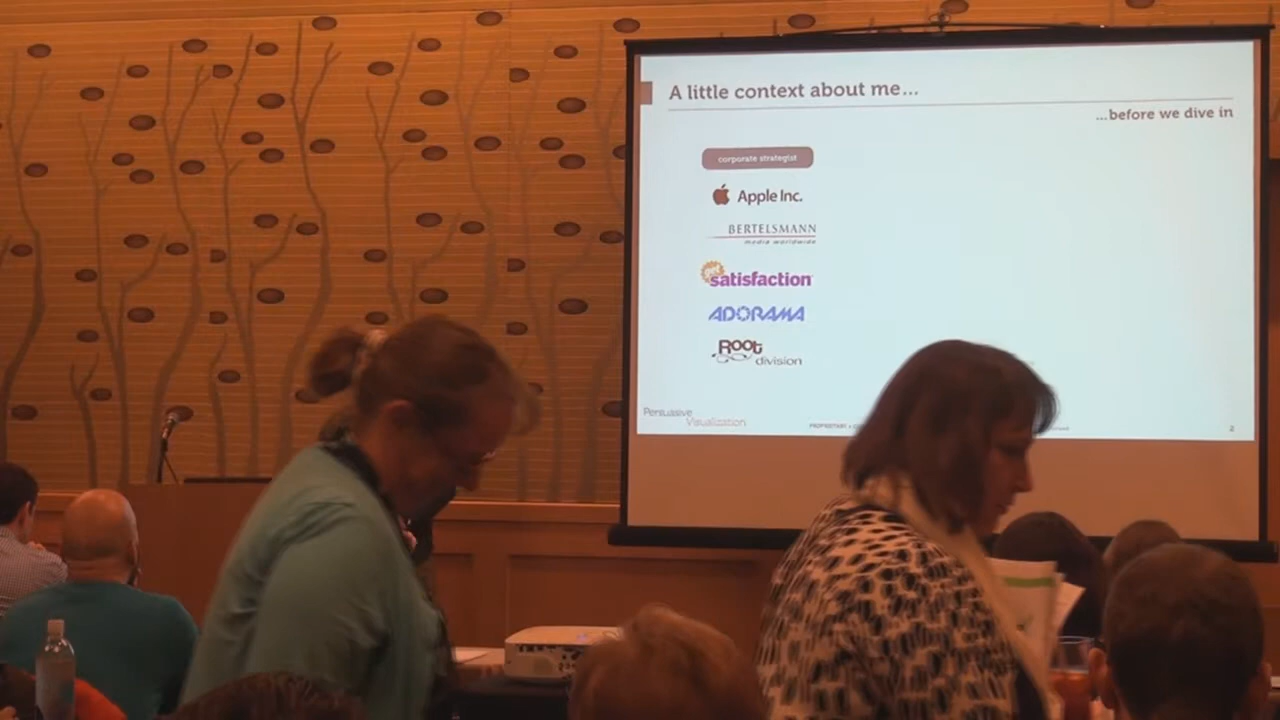 A little context about me...
...before we dive in
corporate strategist
Apple Inc.
BERTELSMANN
media worldwide
get
satisfaction
ADORAMA
Root
division
Persuasive
Visualization
2